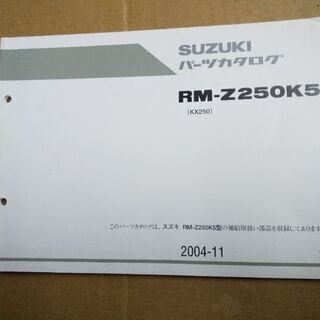 SUZUKI
パーツカタログ
RM-Z250K5
(KX250)
このパーツカタログは、スズキ RM-Z250K5型の補給取扱い部品を収録してあります
2004-11